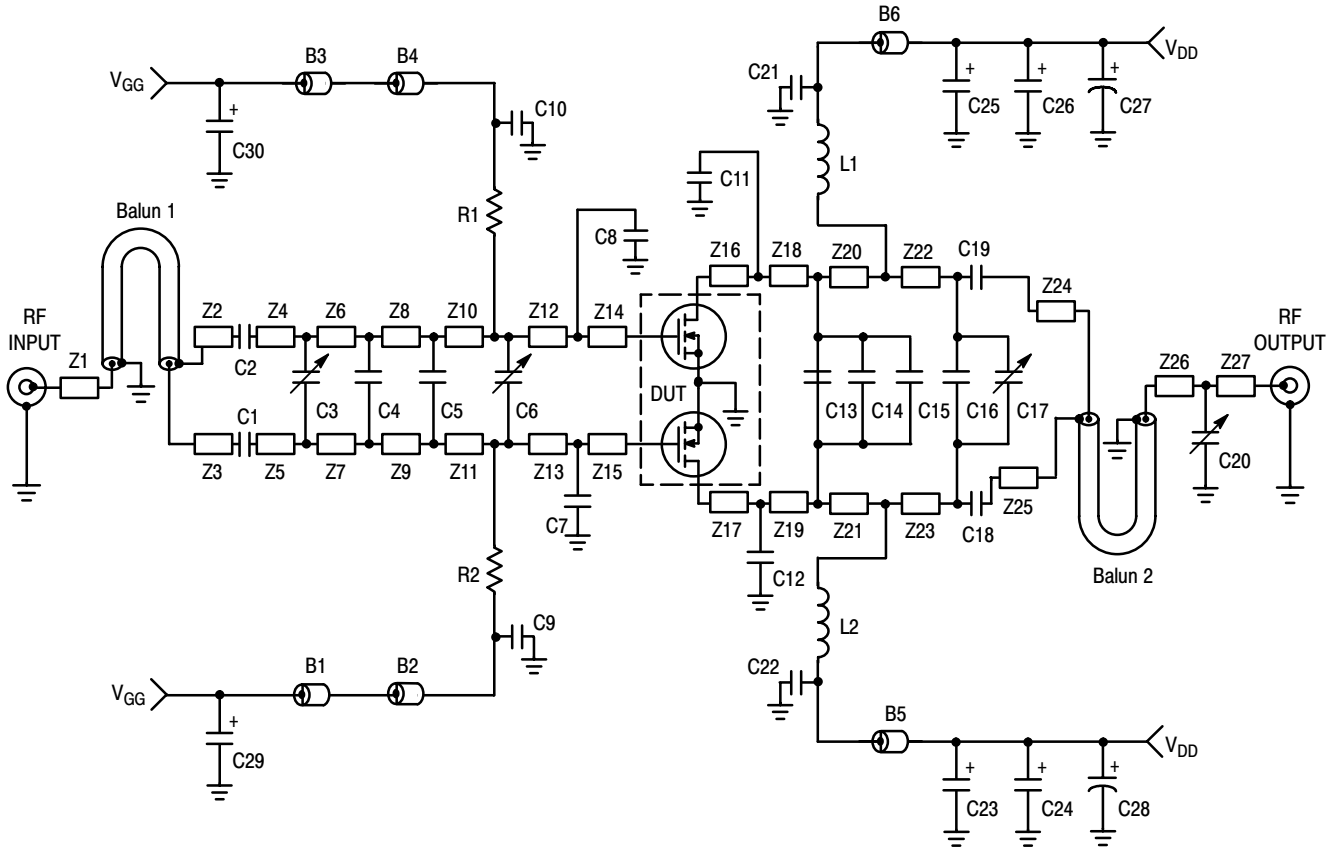 B6
B3 B4
V_DD
V_GG
C21
C10
C25 C26 C27
C30
L1
C11
Balun 1
R1
C8
Z16 Z18 Z20 Z22 C19
Z24
RF
INPUT
Z1
Z2 Z4 Z6 Z8 Z10 Z12 Z14
C2
RF
OUTPUT
Z26 Z27
DUT
C3 C4 C5 C6
C13 C14 C15 C16 C17
C1
C20
Z3 Z5 Z7 Z9 Z11 Z13 Z15
Z25
C7
Z17 Z19 Z21 Z23 C18
C12
Balun 2
R2
L2
C9
C22
B1 B2
V_GG
B5
C29
V_DD
C23 C24 C28
+
+
+
+
+
+
+
+